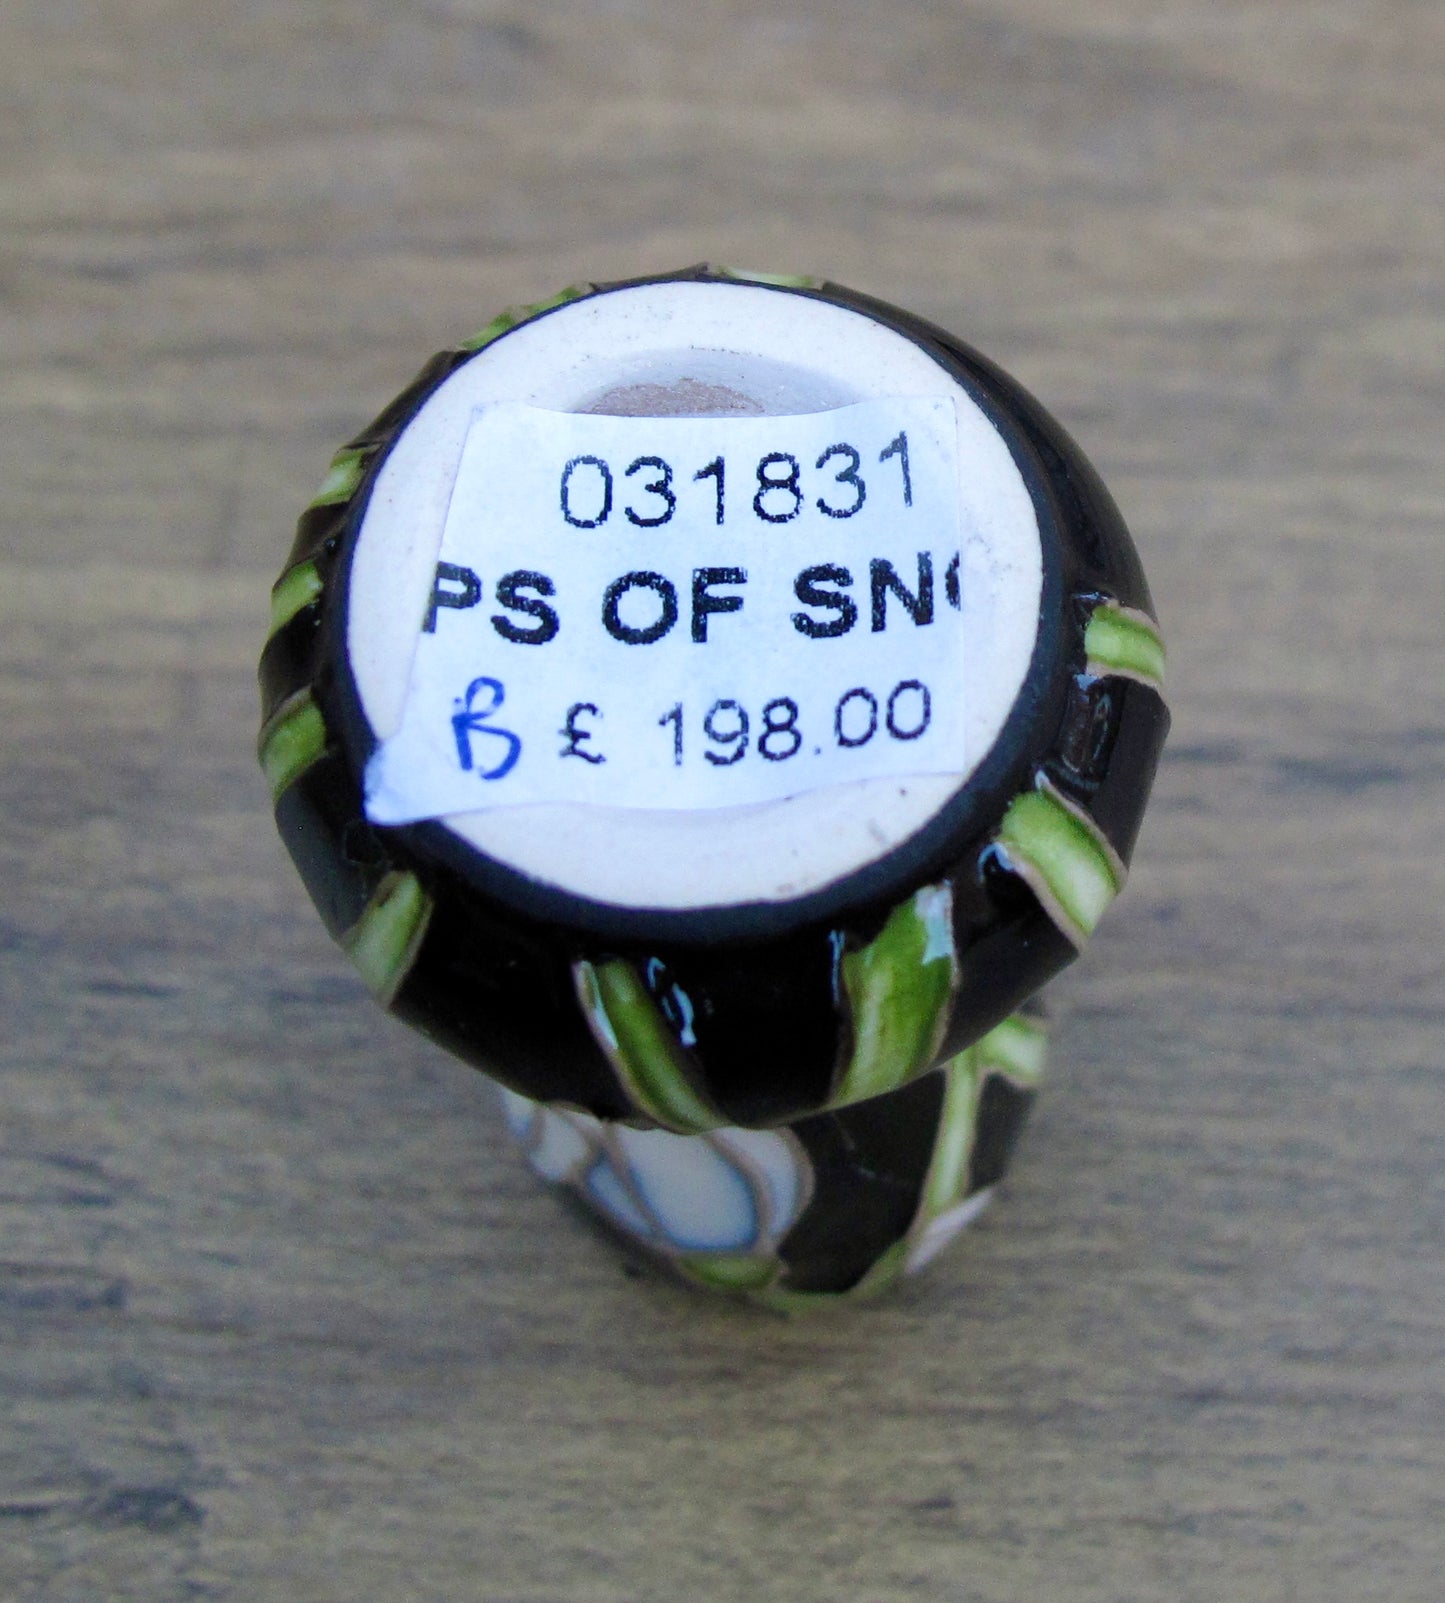 031831
PS OF SN
B £ 198.00